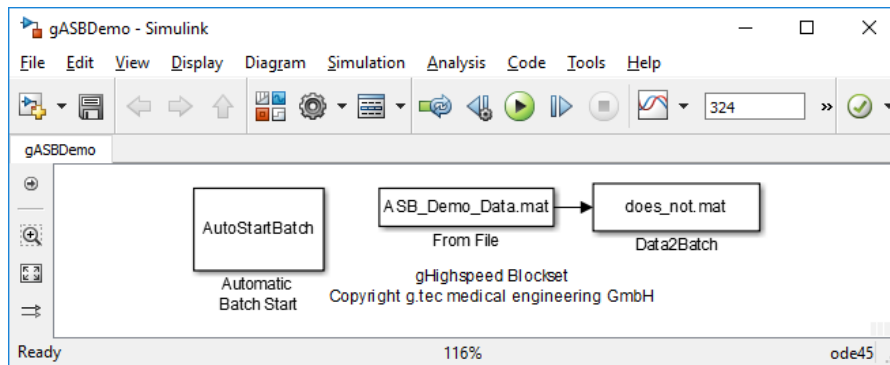 gASBDemo - Simulink
File Edit View Display Diagram Simulation Analysis Code Tools Help
324
»
gASBDemo
AutoStartBatch
Automatic
Batch Start
ASB_Demo_Data.mat
From File
does_not.mat
Data2Batch
gHighspeed Blockset
Copyright g.tec medical engineering GmbH
Ready 116% ode45